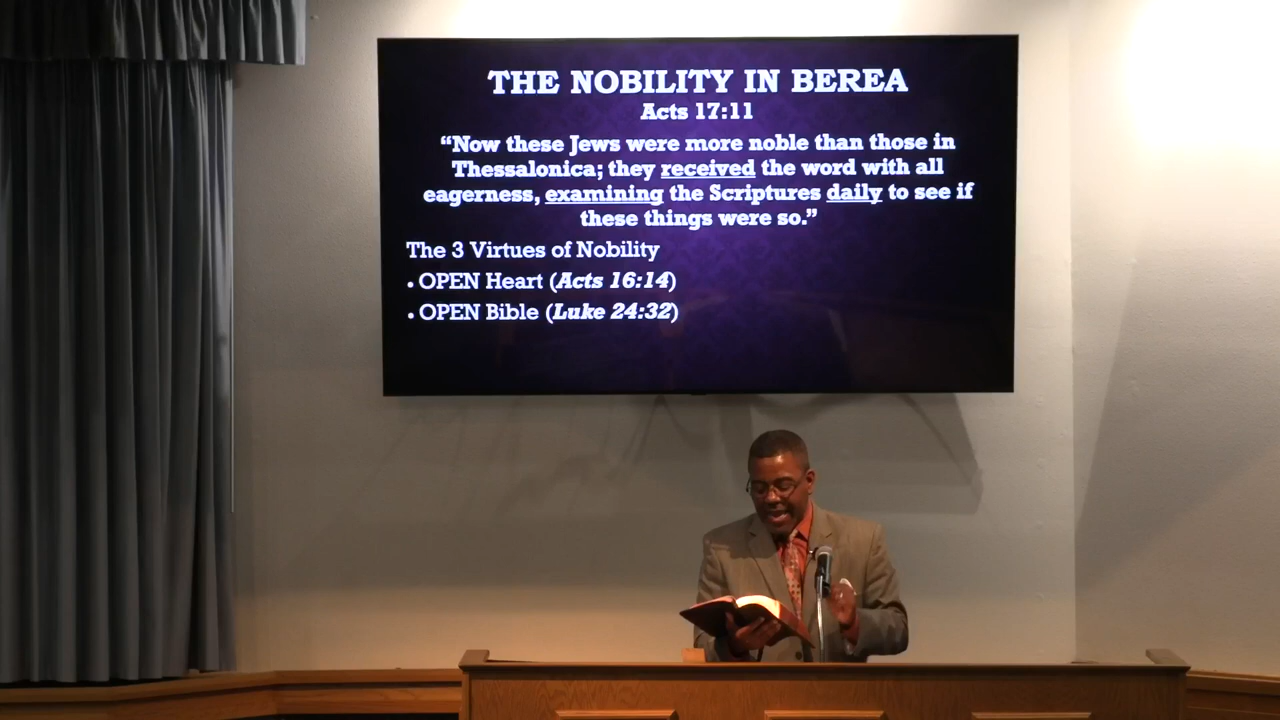 THE NOBILITY IN BEREA
Acts 17:11
“Now these Jews were more noble than those in
Thessalonica; they received the word with all
eagerness, examining the Scriptures daily to see if
these things were so.”
The 3 Virtues of Nobility
• OPEN Heart (Acts 16:14)
• OPEN Bible (Luke 24:32)